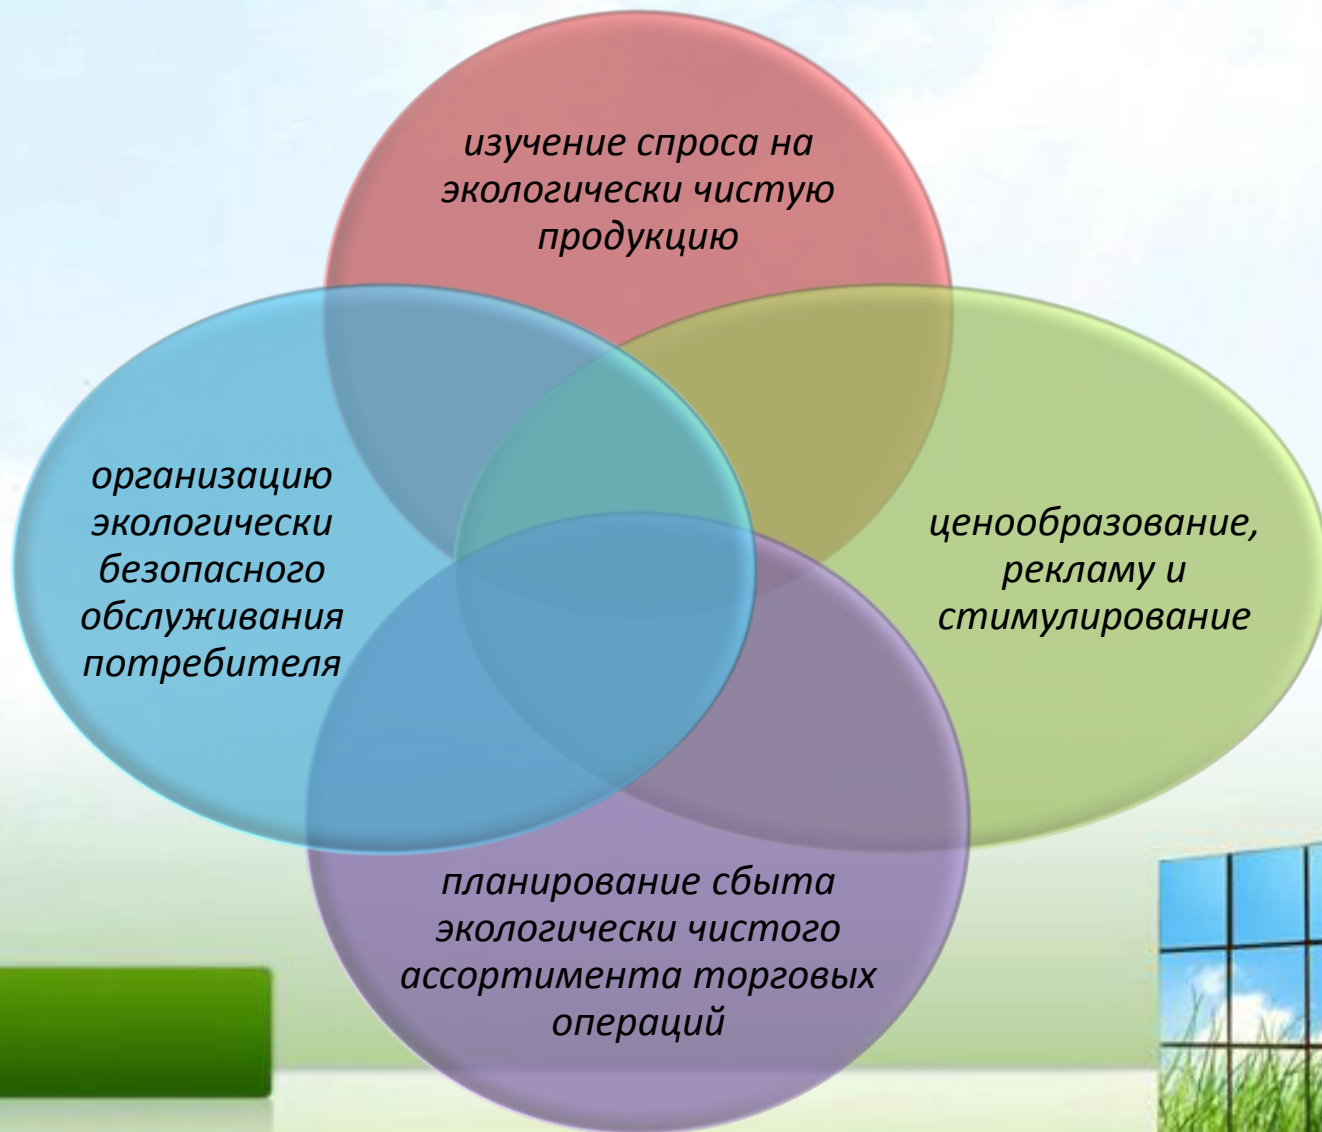 изучение спроса на
экологически чистую
продукцию
организацию
экологически
безопасного
обслуживания
потребителя
ценообразование,
рекламу и
стимулирование
планирование сбыта
экологически чистого
ассортимента торговых
операций